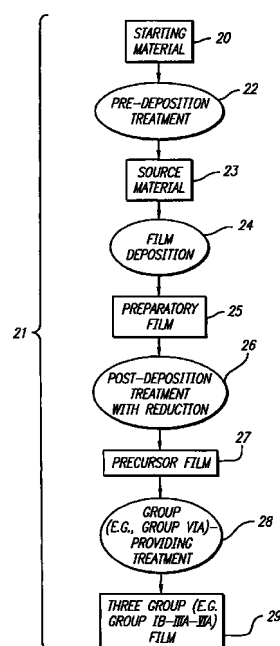 STARTING
MATERIAL
20
PRE-DEPOSITION
TREATMENT
22
SOURCE
MATERIAL
23
FILM
DEPOSITION
24
PREPARATORY
FILM
25
21
POST-DEPOSITION
TREATMENT
WITH REDUCTION
26
PRECURSOR FILM
27
GROUP
(E.G., GROUP VIA)-
PROVIDING
TREATMENT
28
THREE GROUP (E.G.
GROUP IB-IIIA-VIA)
FILM
29